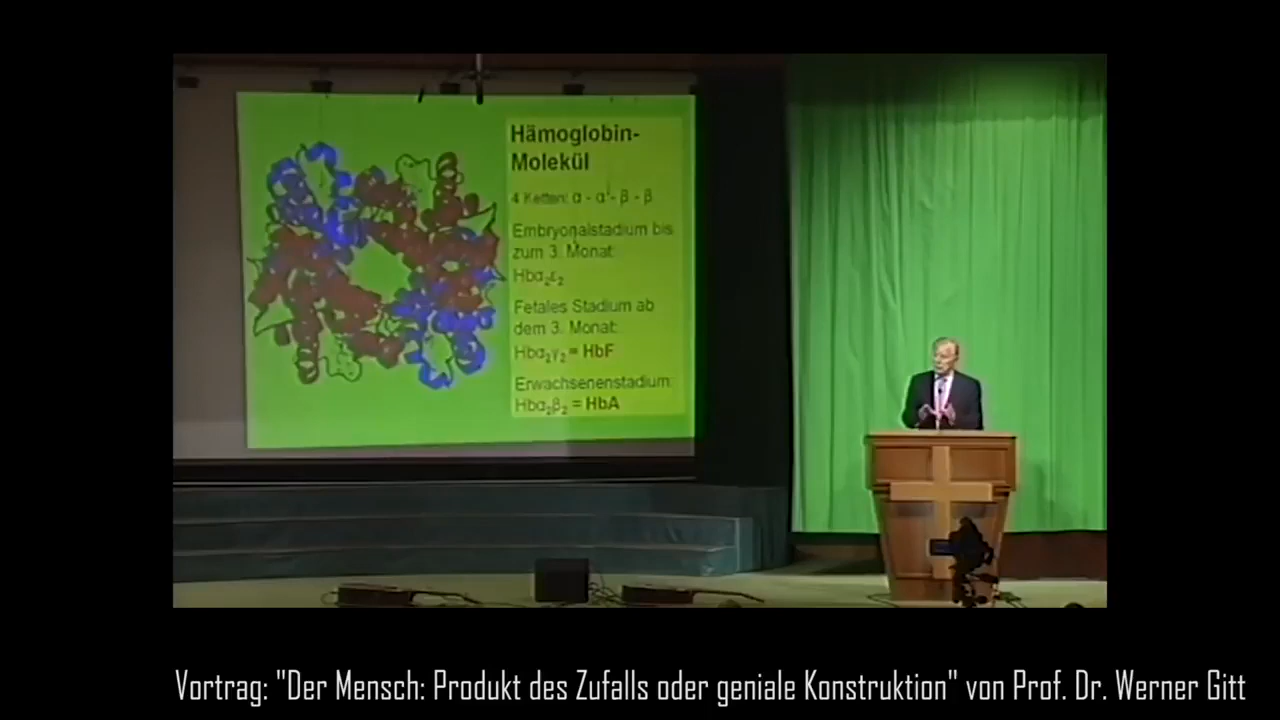 Hämoglobin-
Molekül
4 Ketten: α - α - β - β
Embryonalstadium bis
zum 3. Monat:
Hbα₂ε₂
Fetales Stadium ab
dem 3. Monat:
Hbα₂γ₂ = HbF
Erwachsenenstadium:
Hbα₂β₂ = HbA
Vortrag: "Der Mensch: Produkt des Zufalls oder geniale Konstruktion" von Prof. Dr. Werner Gitt